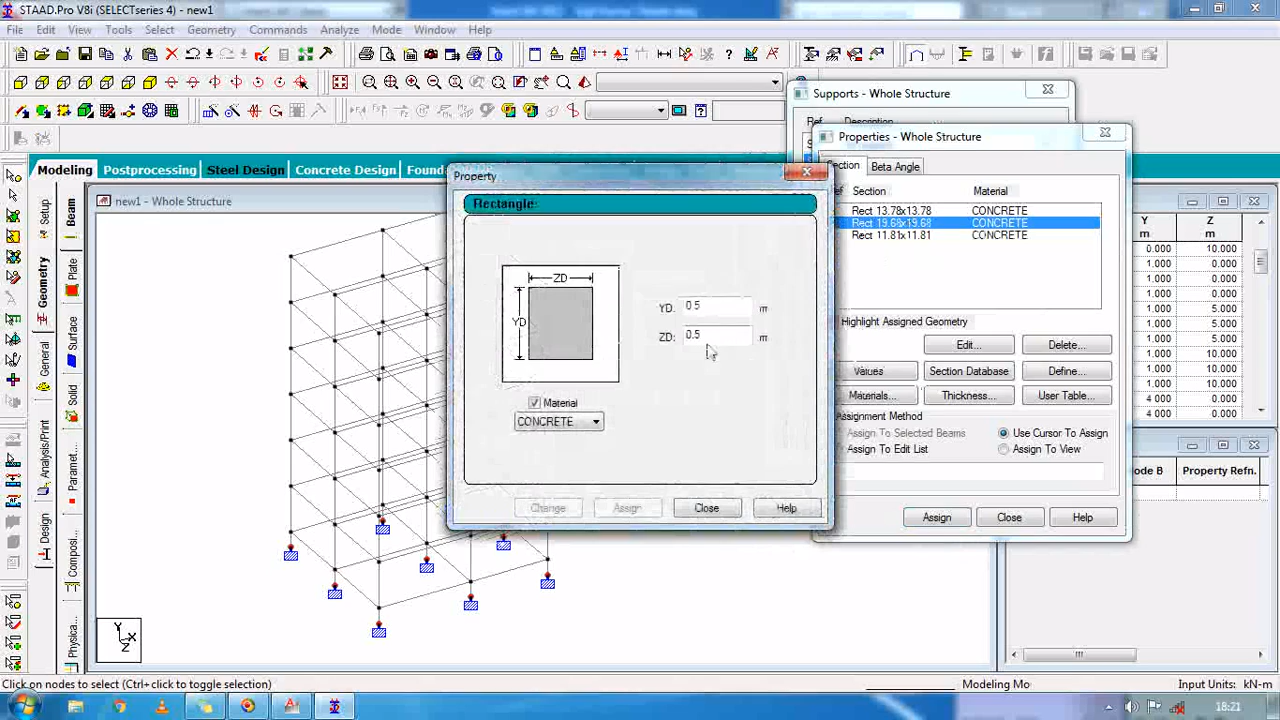 STAAD.Pro V8i (SELECTseries 4) - new1
File Edit View Tools Select Geometry Commands Analyze Mode Window Help
Supports - Whole Structure
Ref Description
Properties - Whole Structure
Section Beta Angle
Section Material
Rect 13.78x13.78 CONCRETE
Rect 19.68x19.68 CONCRETE
Rect 11.81x11.81 CONCRETE
Highlight Assigned Geometry
Edit... Delete...
Values Section Database Define...
Materials... Thickness... User Table...
Assignment Method
Assign To Selected Beams Use Cursor To Assign
Assign To Edit List Assign To View
Assign Close Help
Modeling Postprocessing Steel Design Concrete Design
new1 - Whole Structure
Property
Rectangle:
ZD
YD
YD: 0.5 m
ZD: 0.5 m
Material
CONCRETE
Change Assign Close Help
Setup
Geometry
General
Analysis/Print
Design
Beam
Plate
Surface
Solid
Paramet...
Composi...
Physica...
Y Z
m m
0.000 10.000
1.000 0.000
1.000 0.000
1.000 0.000
1.000 5.000
1.000 5.000
1.000 5.000
1.000 10.000
1.000 10.000
1.000 10.000
4.000 0.000
4.000 0.000
ode B Property Refn.
Y
X
Z
Click on nodes to select (Ctrl+click to toggle selection)
Modeling Mo
Input Units: kN-m
18:21